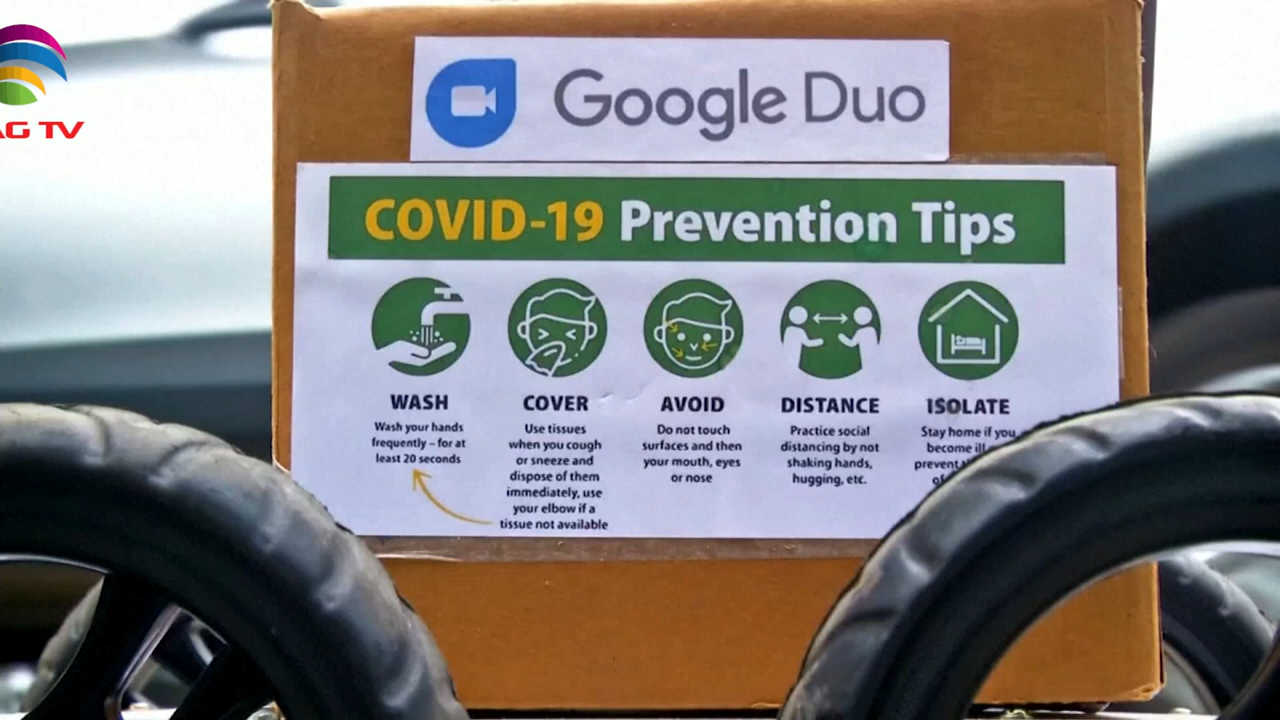 AG TV
Google Duo
COVID-19 Prevention Tips
WASH
Wash your hands
frequently – for at
least 20 seconds
COVER
Use tissues
when you cough
or sneeze and
dispose of them
immediately, use
your elbow if a
tissue not available
AVOID
Do not touch
surfaces and then
your mouth, eyes
or nose
DISTANCE
Practice social
distancing by not
shaking hands,
hugging, etc.
ISOLATE
Stay home if you
become